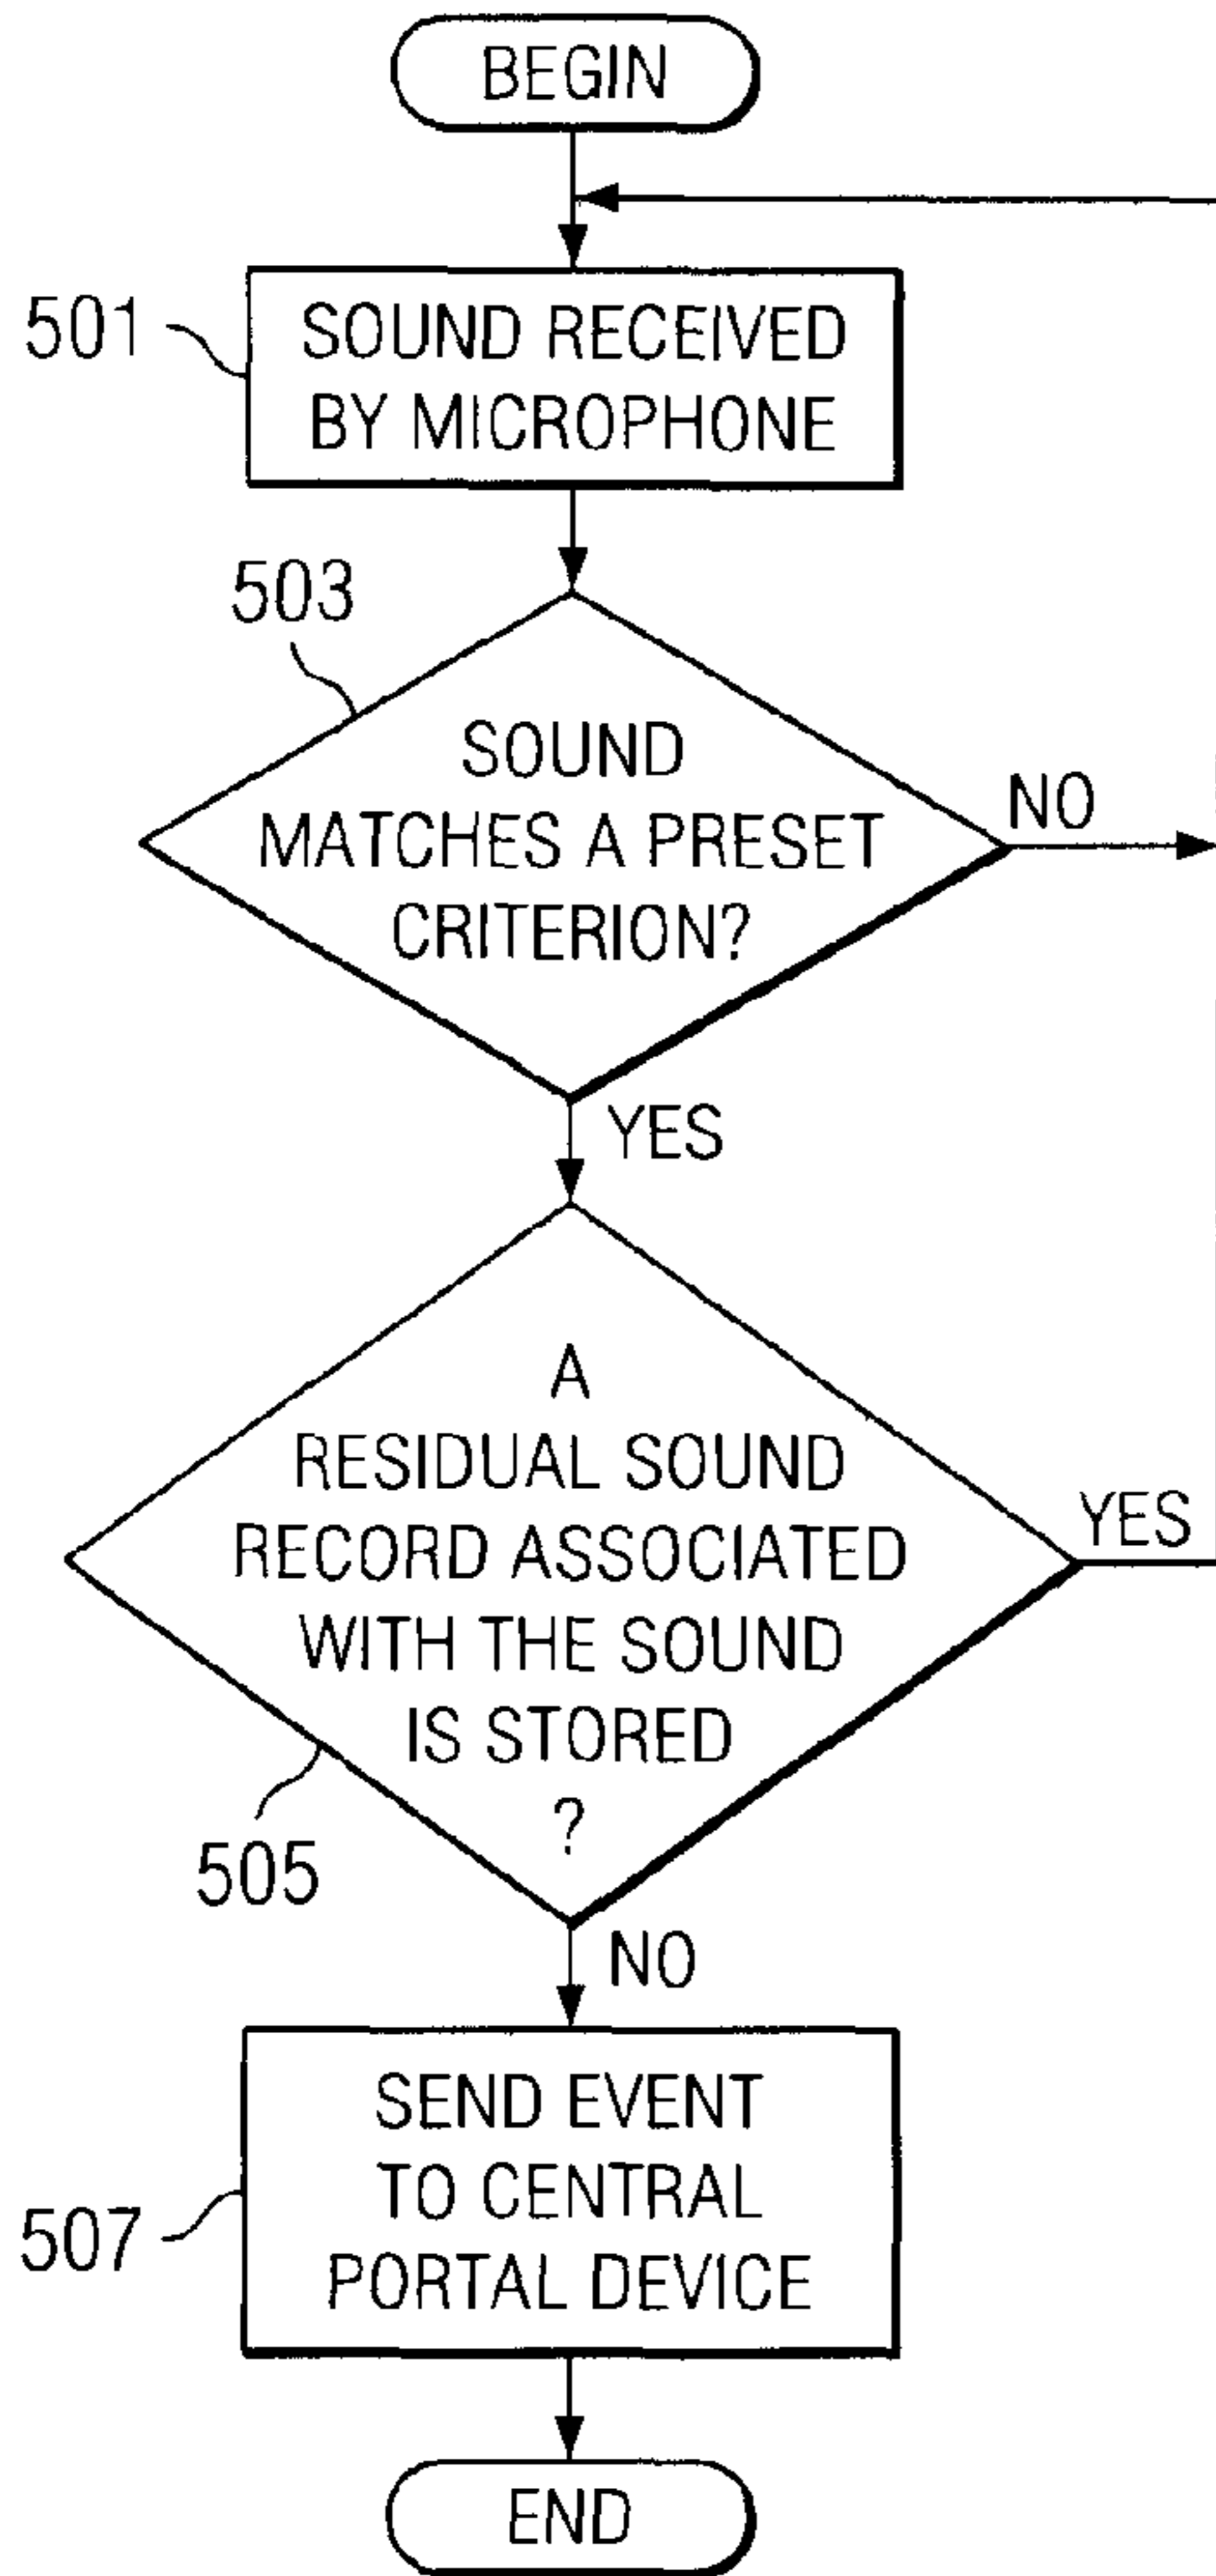 BEGIN
501
SOUND RECEIVED
BY MICROPHONE
503
SOUND
MATCHES A PRESET
CRITERION?
NO
YES
A
RESIDUAL SOUND
RECORD ASSOCIATED
WITH THE SOUND
IS STORED
?
YES
505
NO
SEND EVENT
TO CENTRAL
PORTAL DEVICE
507
END